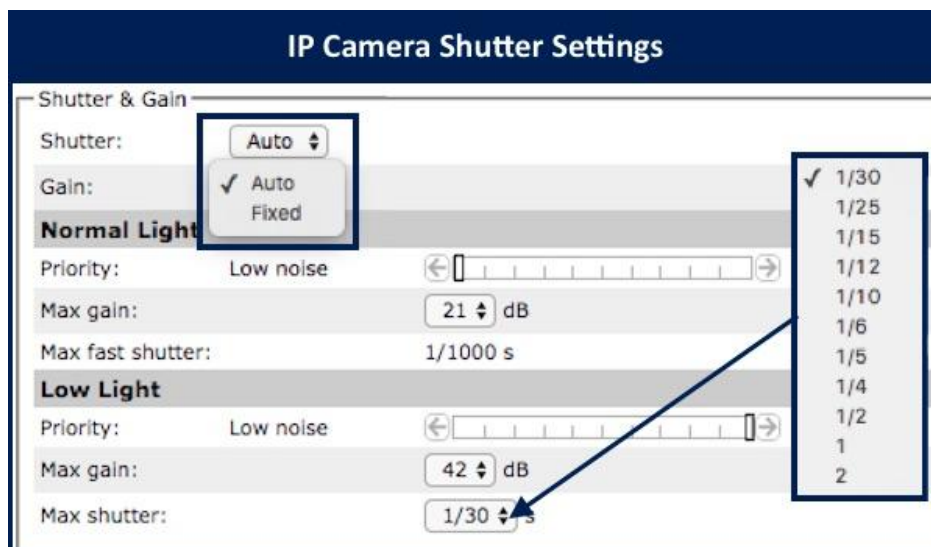 IP Camera Shutter Settings
Shutter & Gain
Shutter: Auto
Gain:
✓ Auto
Fixed
Normal Light
Priority: Low noise
Max gain: 21 dB
Max fast shutter: 1/1000 s
Low Light
Priority: Low noise
Max gain: 42 dB
Max shutter: 1/30 s
✓ 1/30
1/25
1/15
1/12
1/10
1/6
1/5
1/4
1/2
1
2